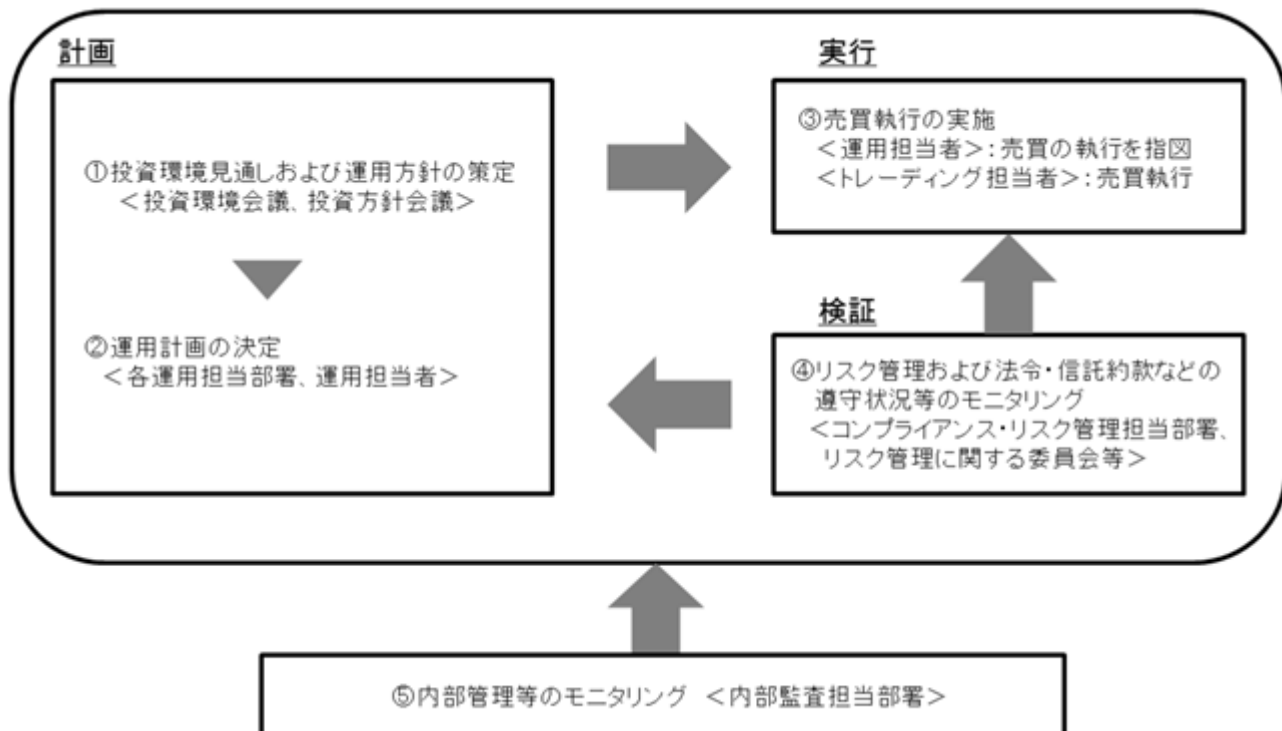 計画
①投資環境見通しおよび運用方針の策定
<投資環境会議、投資方針会議>
②運用計画の決定
<各運用担当部署、運用担当者>
実行
③売買執行の実施
<運用担当者>:売買の執行を指図
<トレーディング担当者>:売買執行
検証
④リスク管理および法令・信託約款などの
遵守状況等のモニタリング
<コンプライアンス・リスク管理担当部署、
リスク管理に関する委員会等>
⑤内部管理等のモニタリング <内部監査担当部署>